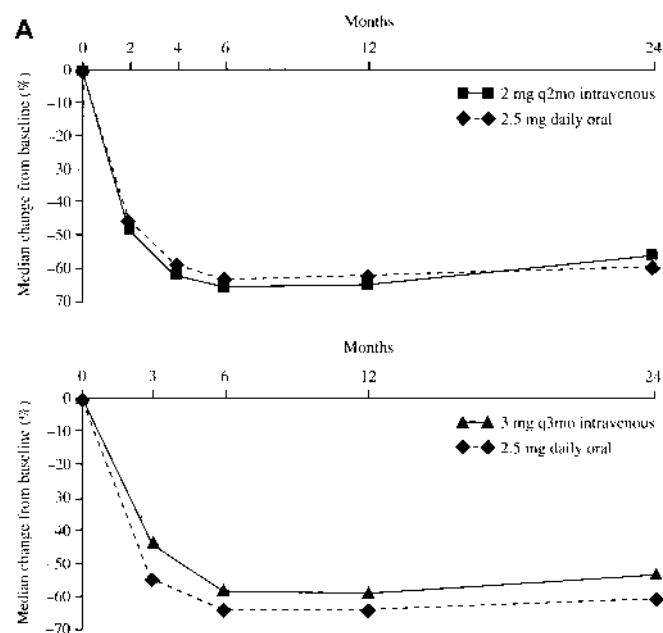 A
Months
0 2 4 6 12 24
0
–10
–20
–30
–40
–50
–60
–70
Median change from baseline (%)
2 mg q2mo intravenous
2.5 mg daily oral
Months
0 3 6 12 24
0
–10
–20
–30
–40
–50
–60
–70
Median change from baseline (%)
3 mg q3mo intravenous
2.5 mg daily oral